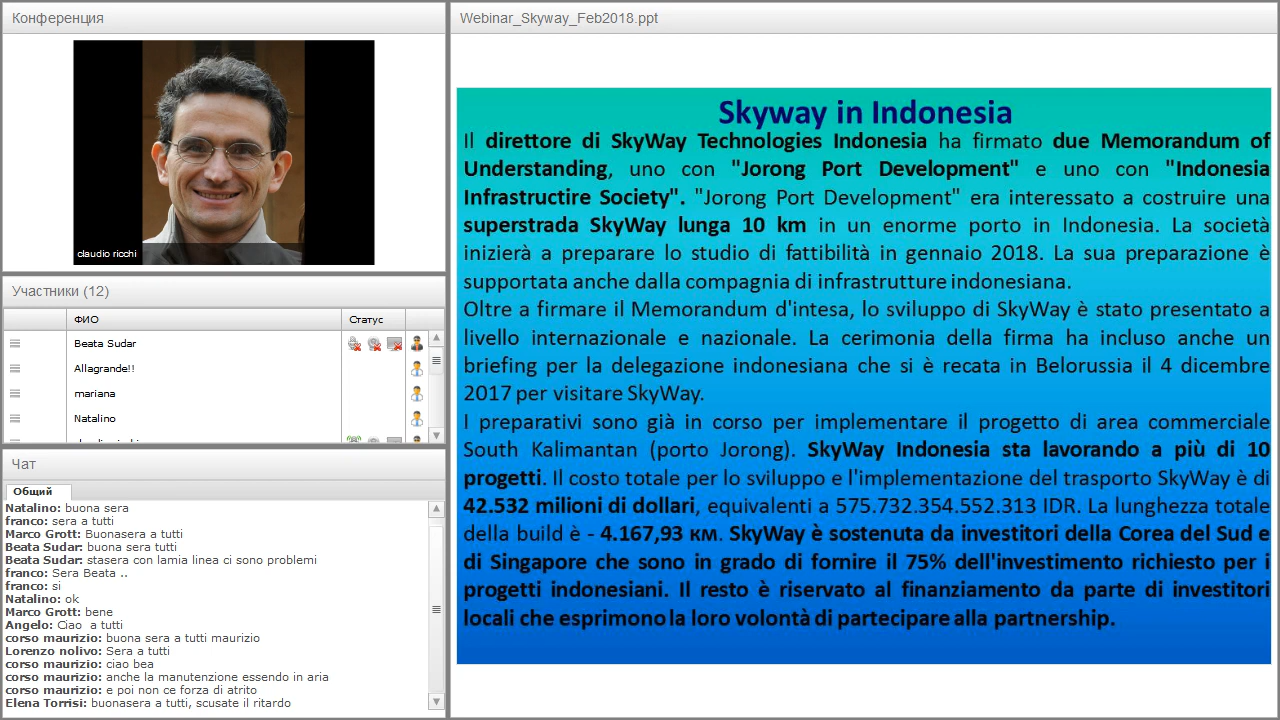 Конференция
claudio ricchi
Участники (12)
ФИО
Статус
Beata Sudar
Allagrande!!
mariana
Natalino
Чат
Общий
Natalino: buona sera
franco: sera a tutti
Marco Grott: Buonasera a tutti
Beata Sudar: buona sera tutti
Beata Sudar: stasera con lamia linea ci sono problemi
franco: Sera Beata ..
franco: si
Natalino: ok
Marco Grott: bene
Angelo: Ciao a tutti
corso maurizio: buona sera a tutti maurizio
Lorenzo nolivo: Sera a tutti
corso maurizio: ciao bea
corso maurizio: anche la manutenzione essendo in aria
corso maurizio: e poi non ce forza di atrito
Elena Torrisi: buonasera a tutti, scusate il ritardo
Webinar_Skyway_Feb2018.ppt
Skyway in Indonesia
Il direttore di SkyWay Technologies Indonesia ha firmato due Memorandum of
Understanding, uno con "Jorong Port Development" e uno con "Indonesia
Infrastructire Society". "Jorong Port Development" era interessato a costruire una
superstrada SkyWay lunga 10 km in un enorme porto in Indonesia. La società
inizierà a preparare lo studio di fattibilità in gennaio 2018. La sua preparazione è
supportata anche dalla compagnia di infrastrutture indonesiana.
Oltre a firmare il Memorandum d'intesa, lo sviluppo di SkyWay è stato presentato a
livello internazionale e nazionale. La cerimonia della firma ha incluso anche un
briefing per la delegazione indonesiana che si è recata in Belorussia il 4 dicembre
2017 per visitare SkyWay.
I preparativi sono già in corso per implementare il progetto di area commerciale
South Kalimantan (porto Jorong). SkyWay Indonesia sta lavorando a più di 10
progetti. Il costo totale per lo sviluppo e l'implementazione del trasporto SkyWay è di
42.532 milioni di dollari, equivalenti a 575.732.354.552.313 IDR. La lunghezza totale
della build è - 4.167,93 км. SkyWay è sostenuta da investitori della Corea del Sud e
di Singapore che sono in grado di fornire il 75% dell'investimento richiesto per i
progetti indonesiani. Il resto è riservato al finanziamento da parte di investitori
locali che esprimono la loro volontà di partecipare alla partnership.